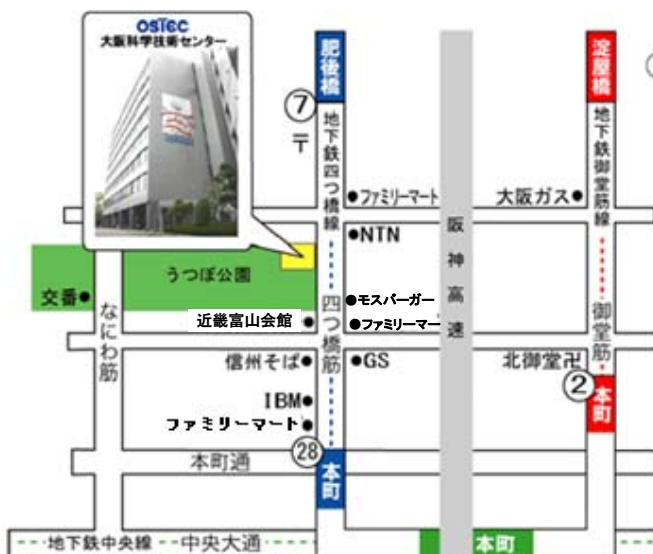 OSTEC
大阪科学技術センター
肥後橋
淀屋橋
⑦
〒
地下鉄四つ橋線
地下鉄御堂筋線
●ファミリーマート
大阪ガス●
●NTN
阪神高速
うつぼ公園
交番●
●モスバーガー
近畿富山会館
●ファミリーマー
なにわ筋
四つ橋筋
御堂筋
信州そば●
●GS
北御堂卍
②
本町
IBM●
ファミリーマート●
㉘
本町通
本町
地下鉄中央線
中央大通
本町